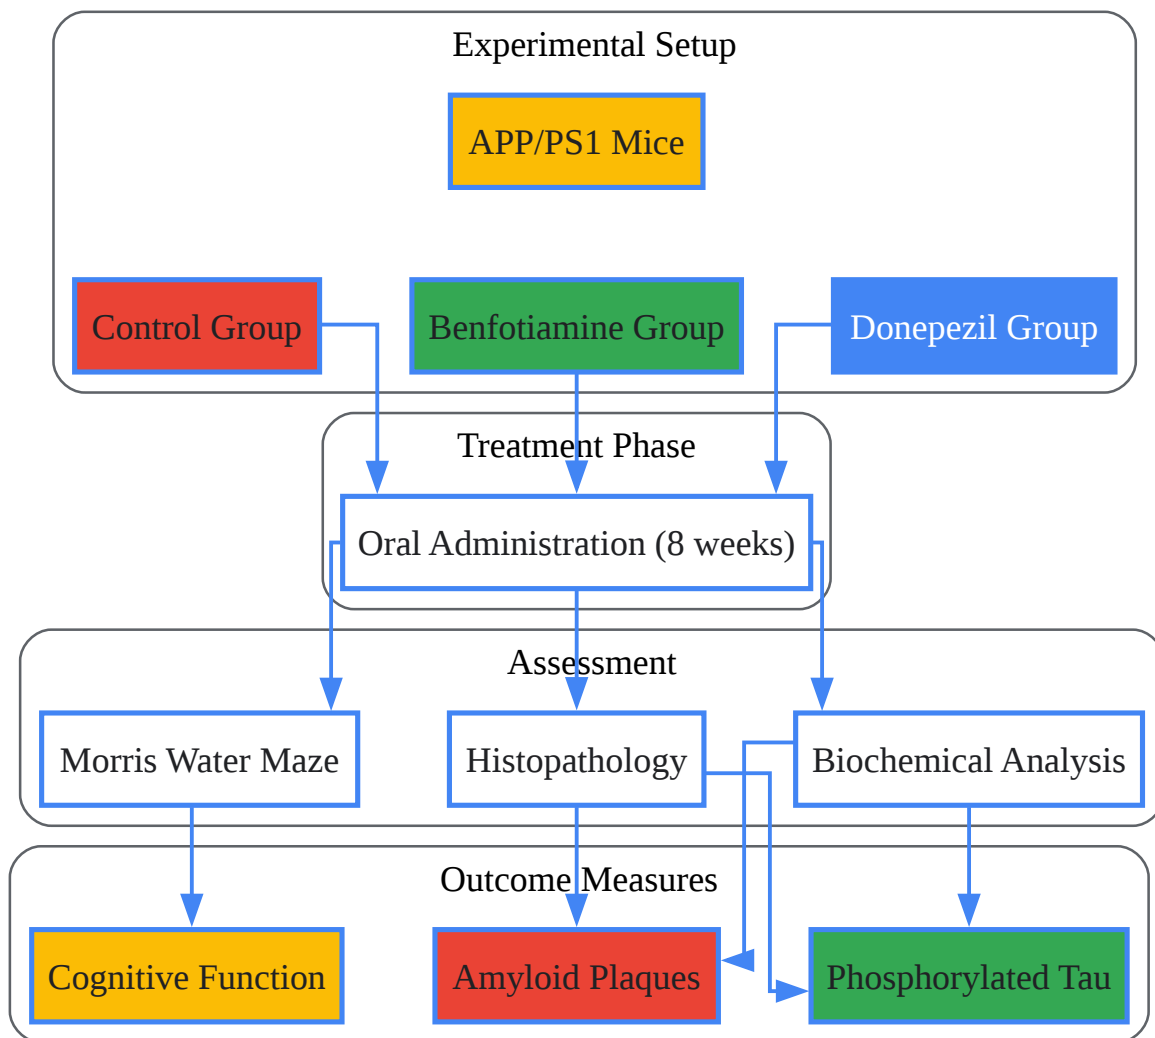 Experimental Setup
APP/PS1 Mice
Control Group
Benfotiamine Group
Donepezil Group
Treatment Phase
Oral Administration (8 weeks)
Assessment
Morris Water Maze
Histopathology
Biochemical Analysis
Outcome Measures
Cognitive Function
Amyloid Plaques
Phosphorylated Tau